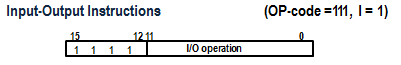 Input-Output Instructions (OP-code =111, I = 1)
15 12 11 0
1 1 1 1 I/O operation